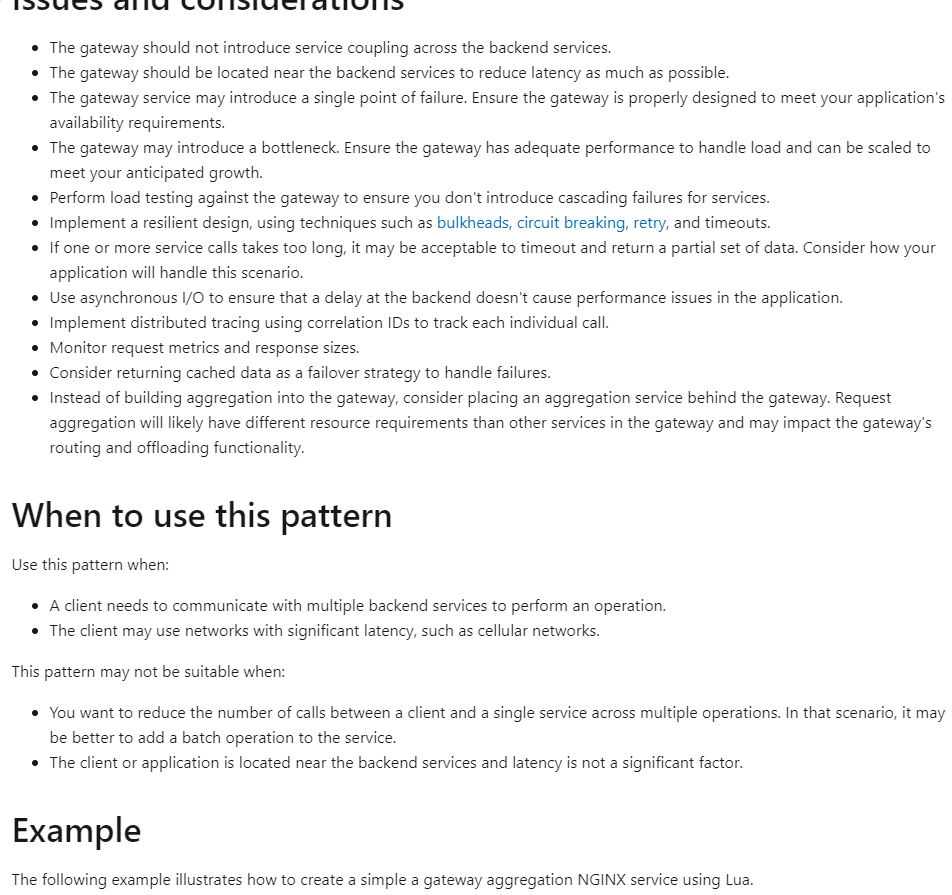 Issues and considerations
The gateway should not introduce service coupling across the backend services.
The gateway should be located near the backend services to reduce latency as much as possible.
The gateway service may introduce a single point of failure. Ensure the gateway is properly designed to meet your application's
availability requirements.
The gateway may introduce a bottleneck. Ensure the gateway has adequate performance to handle load and can be scaled to
meet your anticipated growth.
Perform load testing against the gateway to ensure you don't introduce cascading failures for services.
Implement a resilient design, using techniques such as bulkheads, circuit breaking, retry, and timeouts.
If one or more service calls takes too long, it may be acceptable to timeout and return a partial set of data. Consider how your
application will handle this scenario.
Use asynchronous I/O to ensure that a delay at the backend doesn't cause performance issues in the application.
Implement distributed tracing using correlation IDs to track each individual call.
Monitor request metrics and response sizes.
Consider returning cached data as a failover strategy to handle failures.
Instead of building aggregation into the gateway, consider placing an aggregation service behind the gateway. Request
aggregation will likely have different resource requirements than other services in the gateway and may impact the gateway's
routing and offloading functionality.
When to use this pattern
Use this pattern when:
A client needs to communicate with multiple backend services to perform an operation.
The client may use networks with significant latency, such as cellular networks.
This pattern may not be suitable when:
You want to reduce the number of calls between a client and a single service across multiple operations. In that scenario, it may
be better to add a batch operation to the service.
The client or application is located near the backend services and latency is not a significant factor.
Example
The following example illustrates how to create a simple a gateway aggregation NGINX service using Lua.